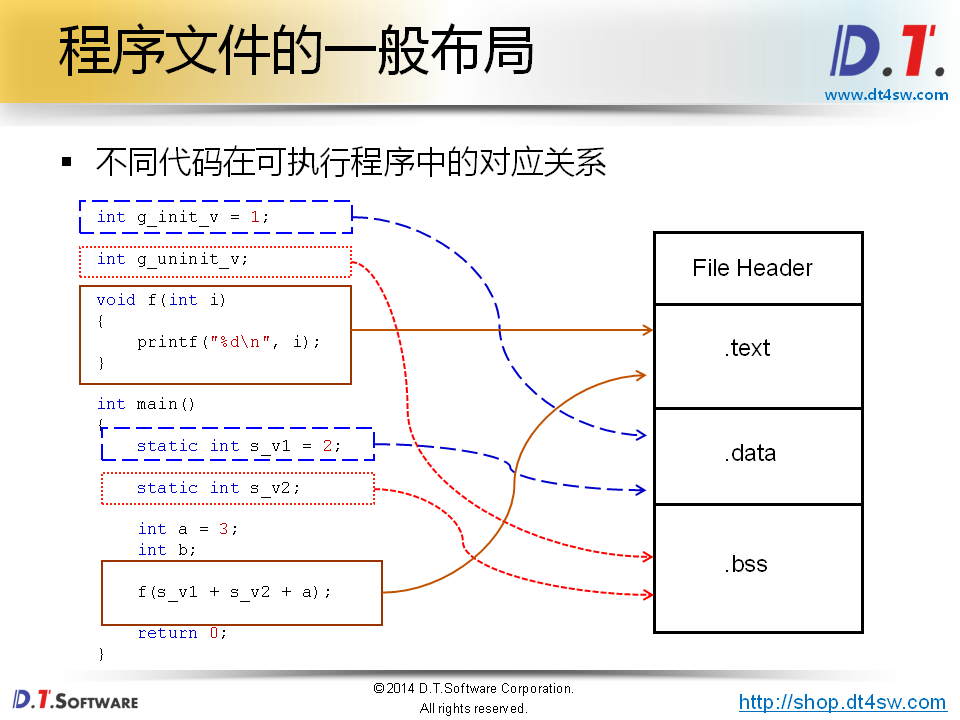 程序文件的一般布局
D.T.
www.dt4sw.com
▪ 不同代码在可执行程序中的对应关系
int g_init_v = 1;
int g_uninit_v;
void f(int i)
{
printf("%d\n", i);
}
int main()
{
static int s_v1 = 2;
static int s_v2;
int a = 3;
int b;
f(s_v1 + s_v2 + a);
return 0;
}
File Header
.text
.data
.bss
D.T.SOFTWARE
©2014 D.T.Software Corporation.
All rights reserved.
http://shop.dt4sw.com